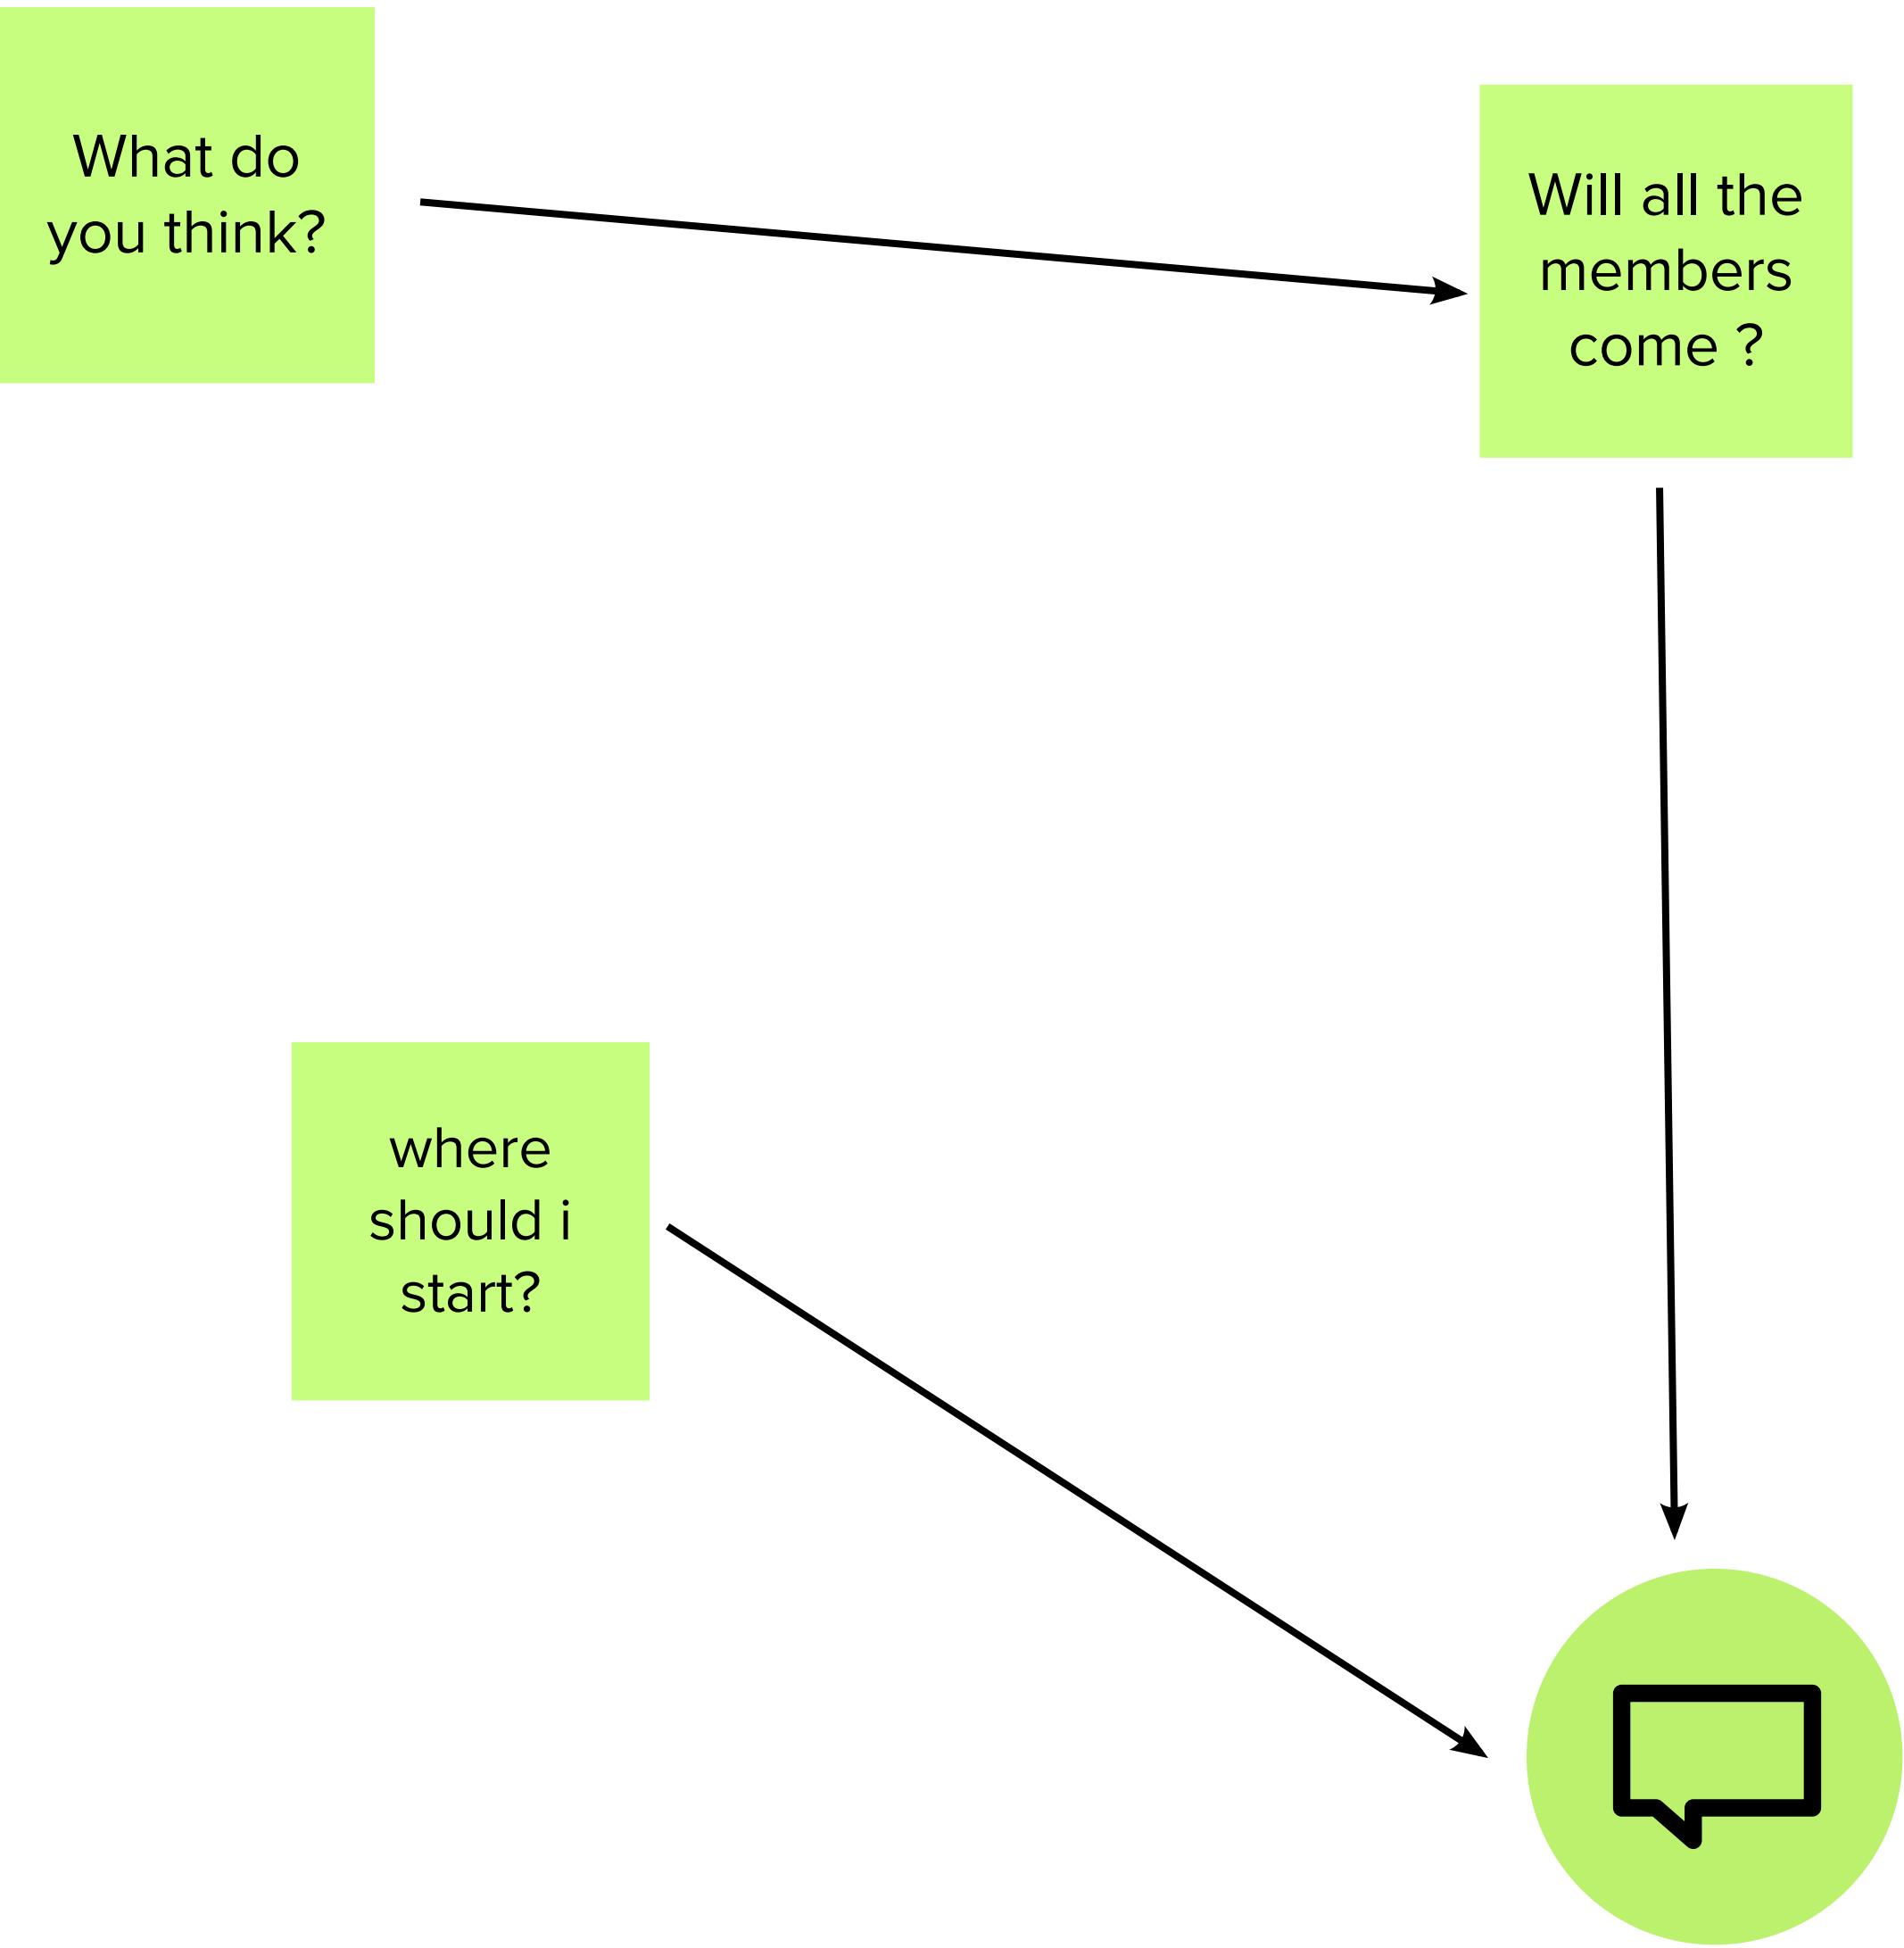 What do
you think?
Will all the
members
come ?
where
should i
start?